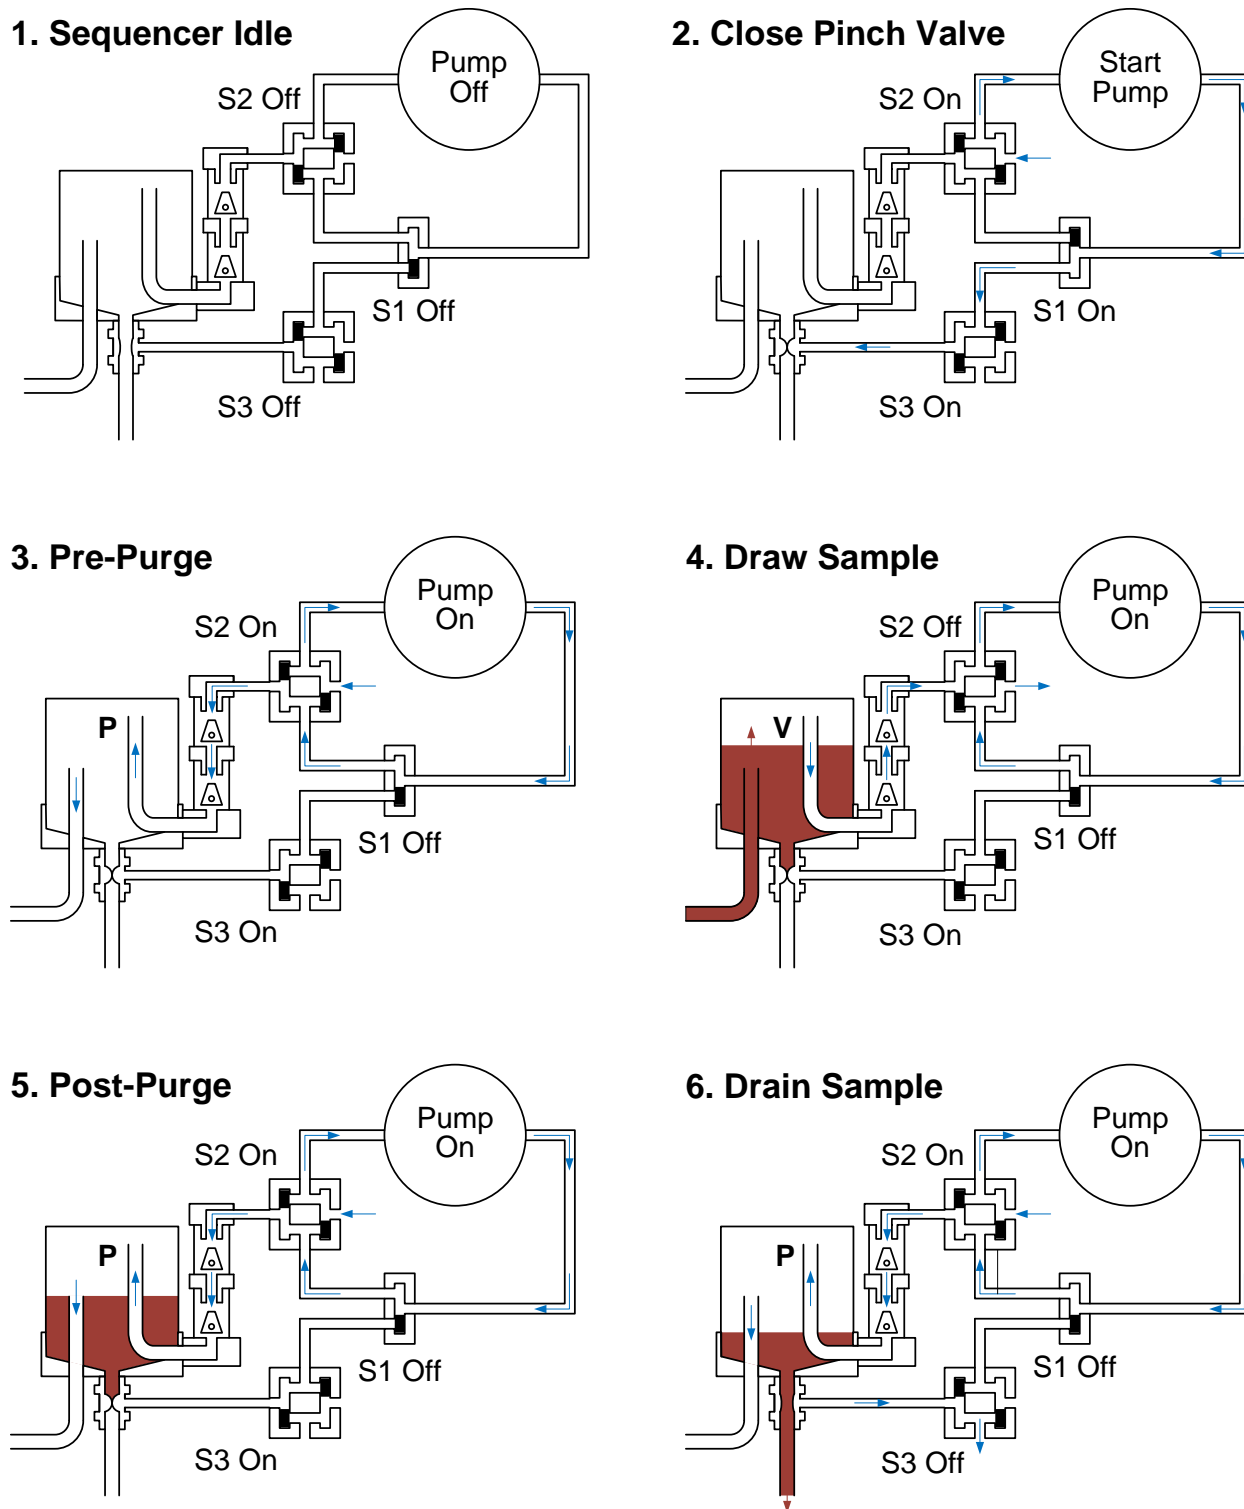 1. Sequencer Idle
Pump
Off
S2 Off
S1 Off
S3 Off
2. Close Pinch Valve
Start
Pump
S2 On
S1 On
S3 On
3. Pre-Purge
Pump
On
S2 On
P
S1 Off
S3 On
4. Draw Sample
Pump
On
S2 Off
V
S1 Off
S3 On
5. Post-Purge
Pump
On
S2 On
P
S1 Off
S3 On
6. Drain Sample
Pump
On
S2 On
P
S1 Off
S3 Off